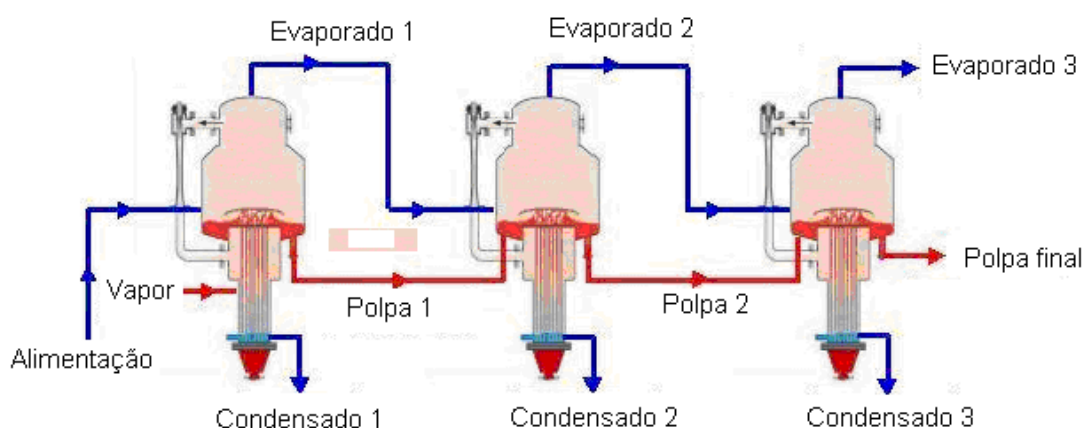 Evaporado 1
Evaporado 2
Evaporado 3
Polpa final
Vapor
Polpa 1
Polpa 2
Alimentação
Condensado 1
Condensado 2
Condensado 3